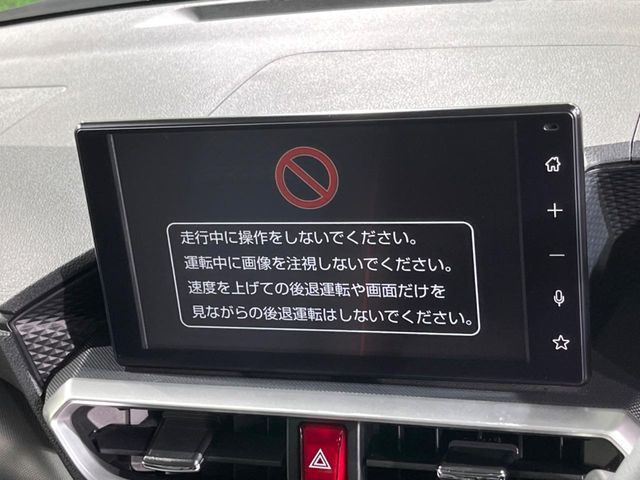 走行中に操作をしないでください。
運転中に画像を注視しないでください。
速度を上げての後退運転や画面だけを
見ながらの後退運転はしないでください。